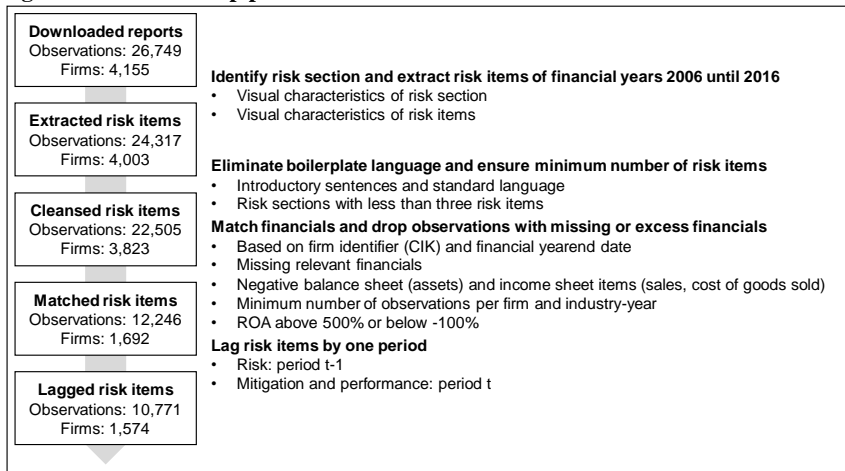 Downloaded reports
Observations: 26,749
Firms: 4,155
Identify risk section and extract risk items of financial years 2006 until 2016
• Visual characteristics of risk section
• Visual characteristics of risk items
Extracted risk items
Observations: 24,317
Firms: 4,003
Eliminate boilerplate language and ensure minimum number of risk items
• Introductory sentences and standard language
• Risk sections with less than three risk items
Cleansed risk items
Observations: 22,505
Firms: 3,823
Match financials and drop observations with missing or excess financials
• Based on firm identifier (CIK) and financial yearend date
• Missing relevant financials
• Negative balance sheet (assets) and income sheet items (sales, cost of goods sold)
• Minimum number of observations per firm and industry-year
• ROA above 500% or below -100%
Matched risk items
Observations: 12,246
Firms: 1,692
Lag risk items by one period
• Risk: period t-1
• Mitigation and performance: period t
Lagged risk items
Observations: 10,771
Firms: 1,574